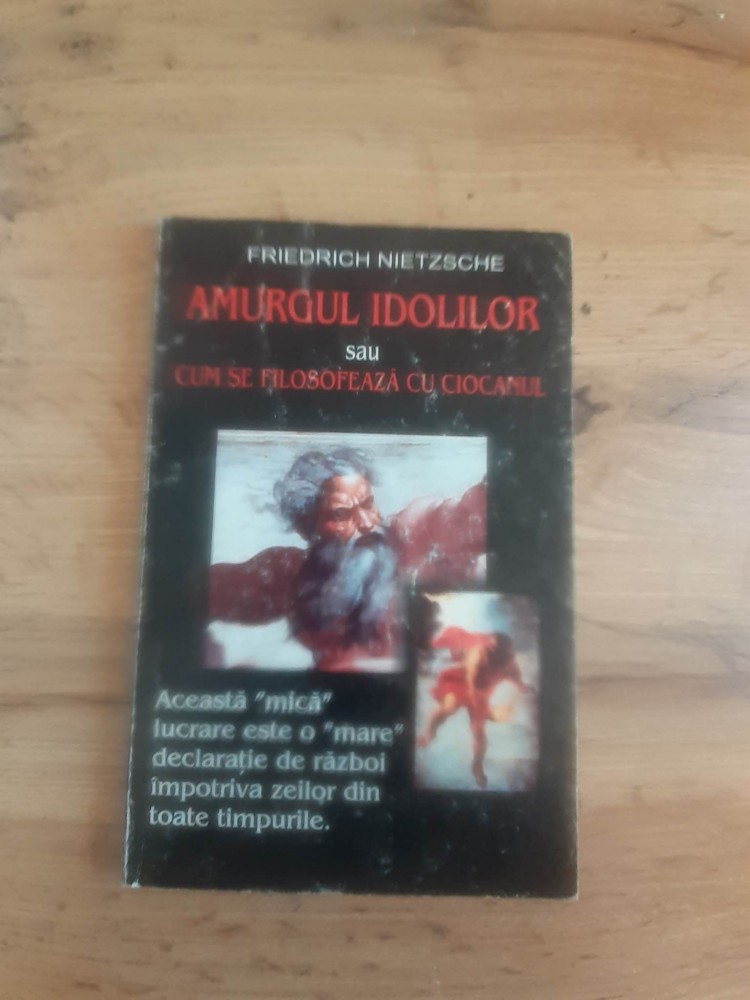 FRIEDRICH NIETZSCHE
AMURGUL IDOLILOR
sau
CUM SE FILOSOFEAZĂ CU CIOCANUL
Această "mică"
lucrare este o "mare"
declarație de război
împotriva zeilor din
toate timpurile.